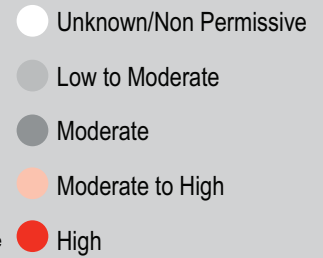 Unknown/Non Permissive
Low to Moderate
Moderate
Moderate to High
High